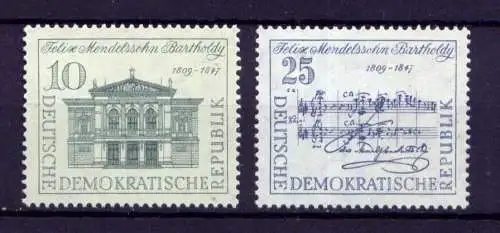 Felix Mendelssohn Bartholdy
10
1809-1847
DEUTSCHE
DEMOKRATISCHE
REPUBLIK
Felix Mendelssohn Bartholdy
25
1809-1847
DEUTSCHE
DEMOKRATISCHE
REPUBLIK